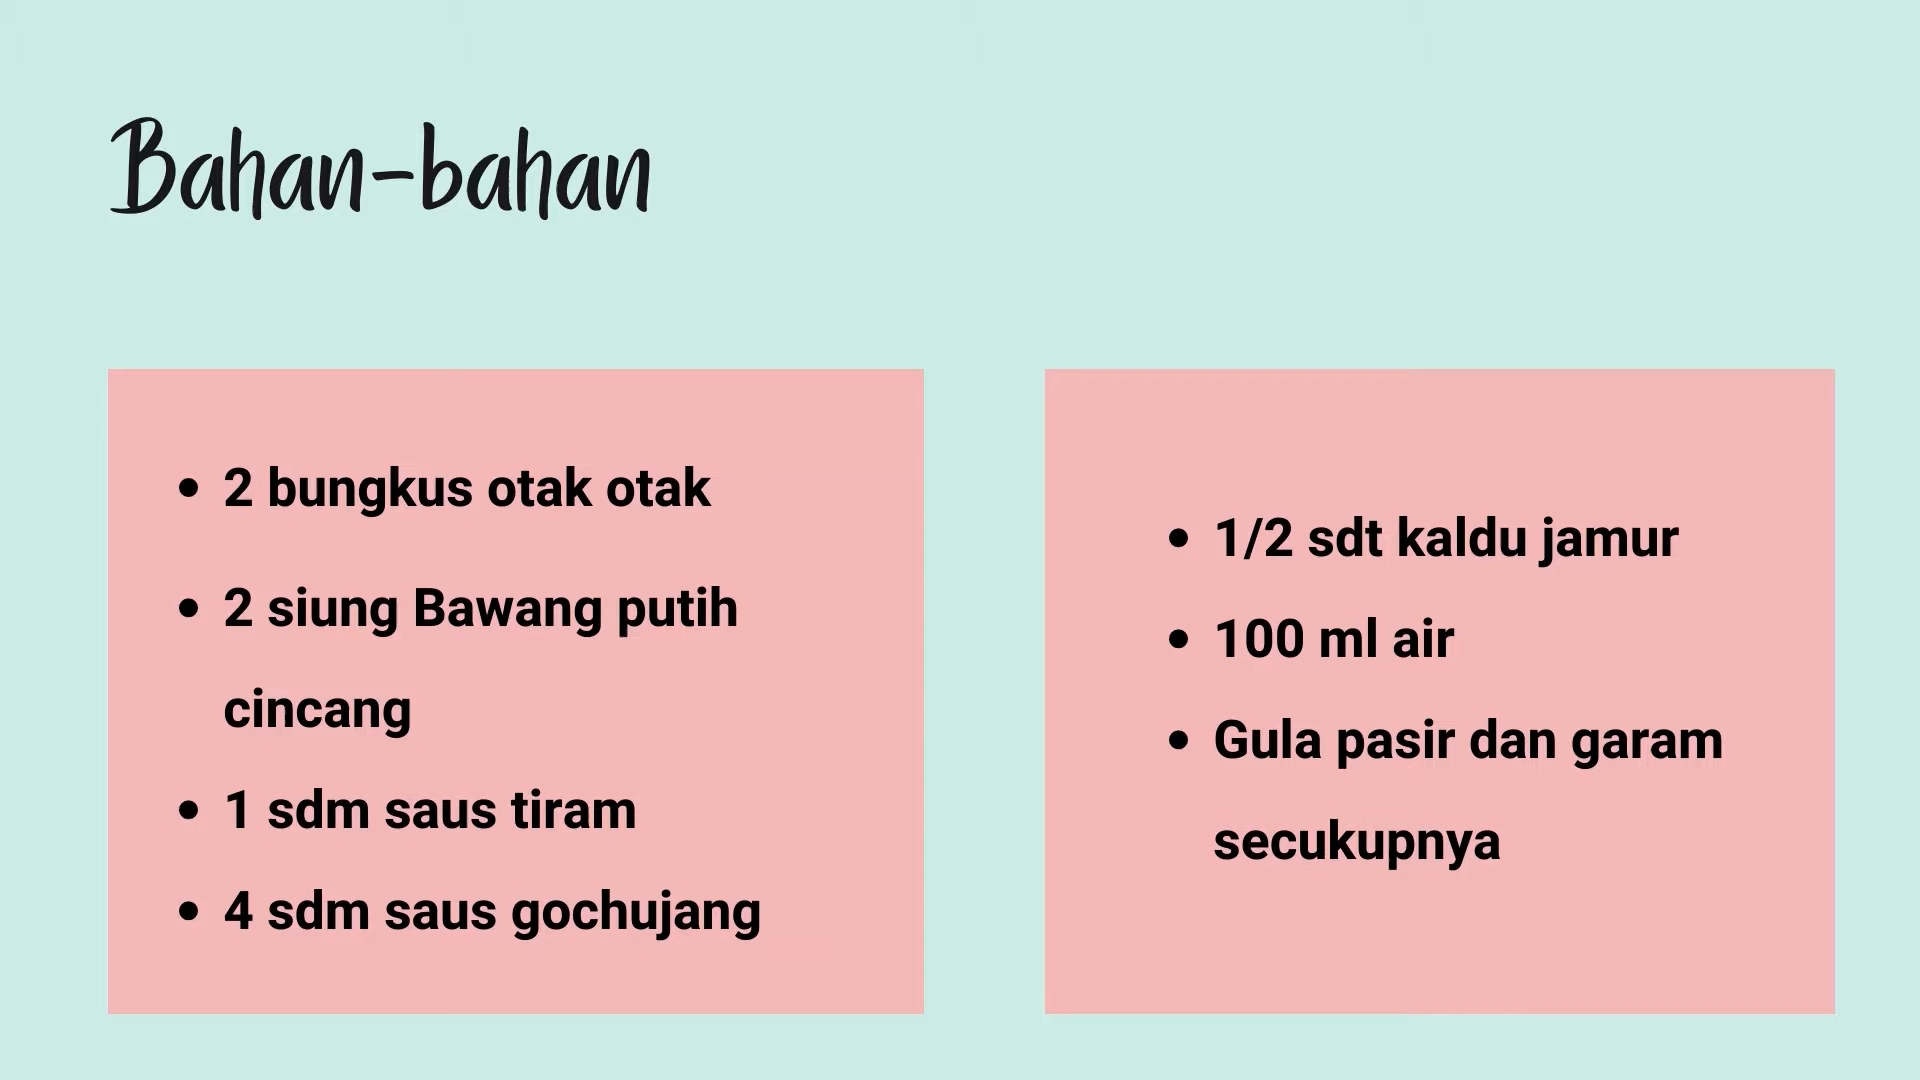 Bahan-bahan
• 2 bungkus otak otak
• 2 siung Bawang putih
cincang
• 1 sdm saus tiram
• 4 sdm saus gochujang
• 1/2 sdt kaldu jamur
• 100 ml air
• Gula pasir dan garam
secukupnya